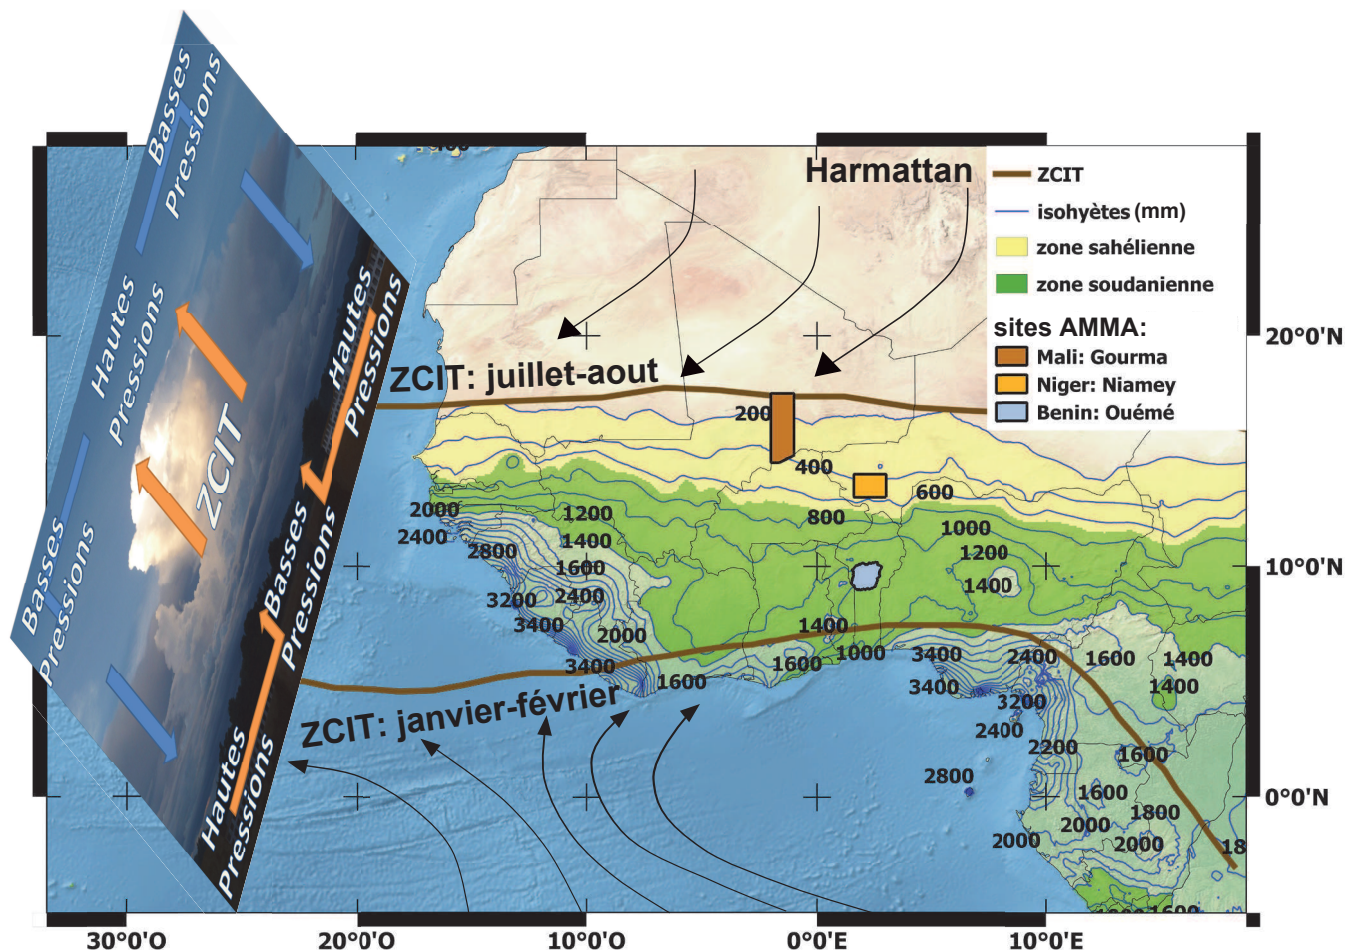 Basses
Pressions
Hautes
Pressions
Basses
Pressions
ZCIT
Hautes
Pressions
Basses
Pressions
Hautes
Pressions
Harmattan
ZCIT
isohyètes (mm)
zone sahélienne
zone soudanienne
sites AMMA:
Mali: Gourma
Niger: Niamey
Benin: Ouémé
ZCIT: juillet-aout
200
400
600
800
1000
1200
1400
2000
1200
2400
1400
2800
1600
2400
3200
3400
2000
3400
1600
1400
1600
1000
3400
3400
2400
3200
2400
2200
2800
1600
1400
1400
1600
1600
1800
2000
2000
2000
18
1600
ZCIT: janvier-février
20°0'N
10°0'N
0°0'N
30°0'O
20°0'O
10°0'O
0°0'E
10°0'E